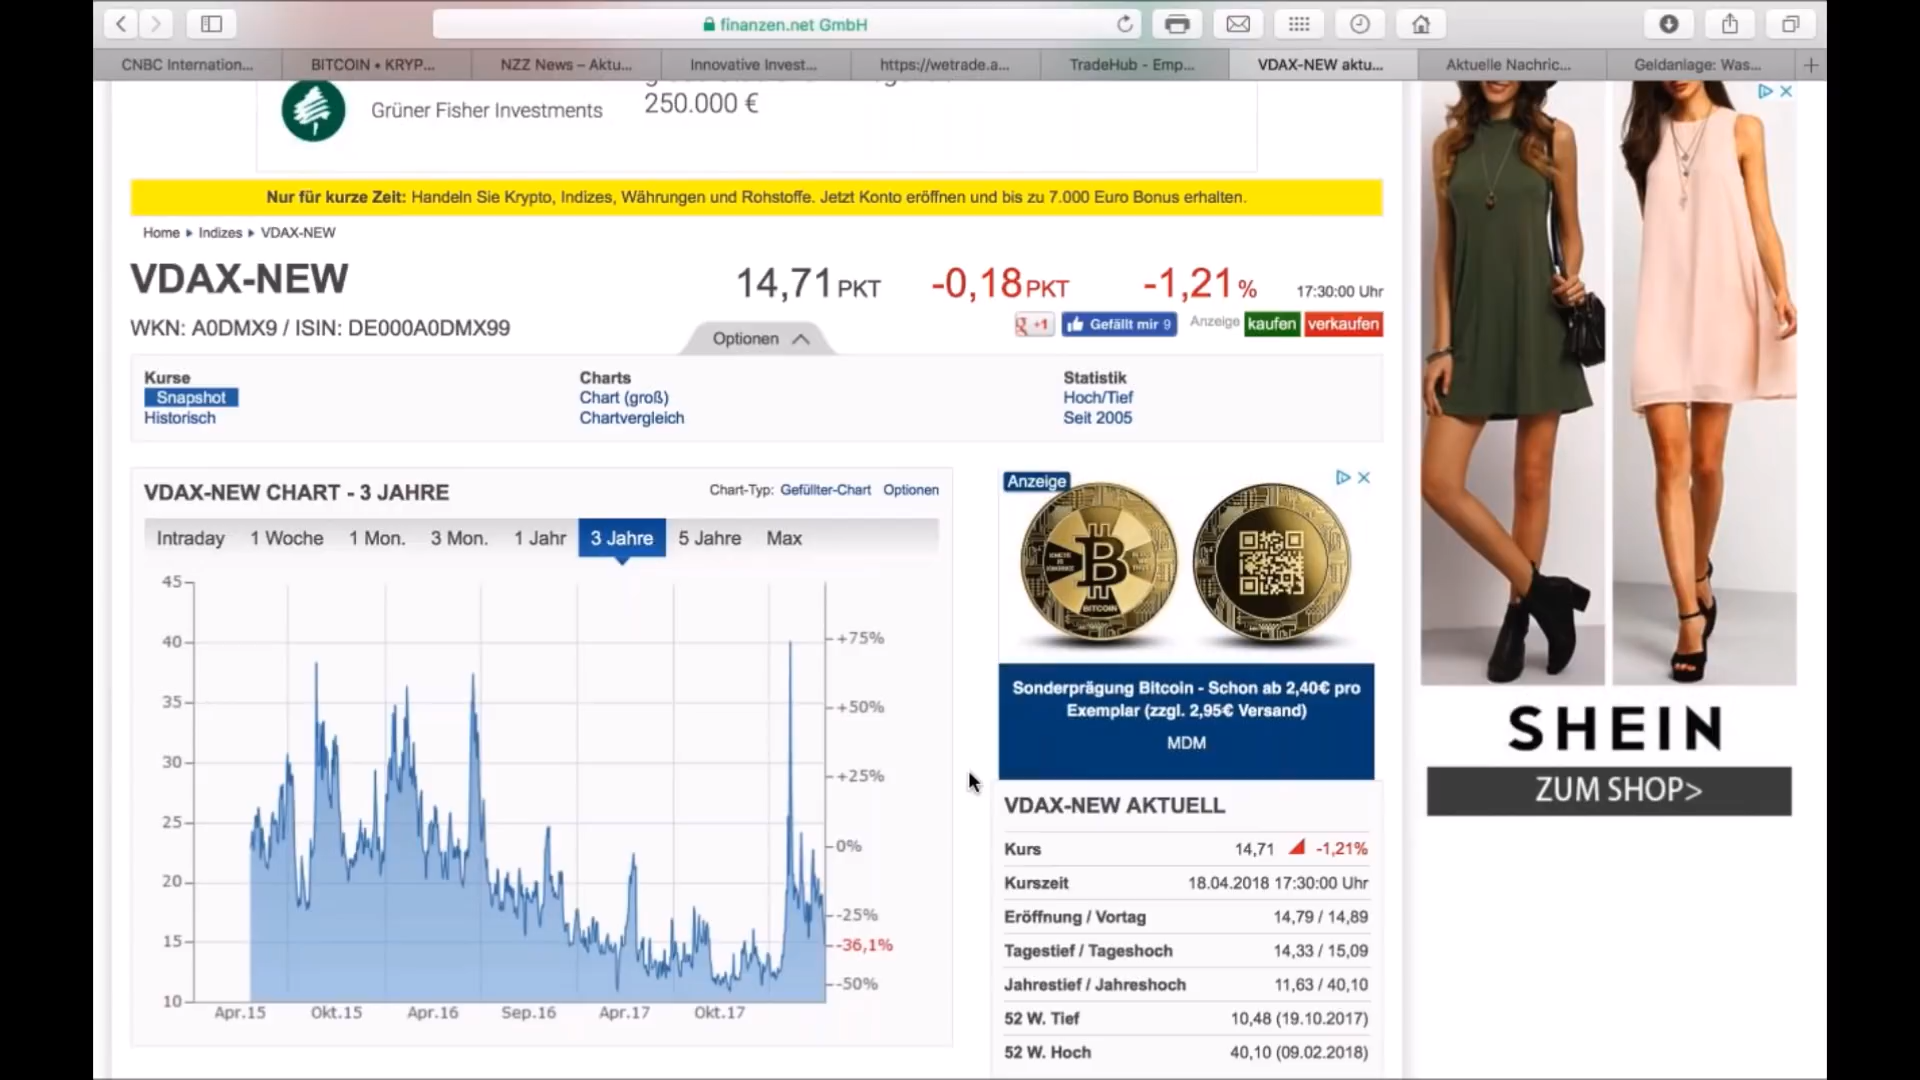 finanzen.net GmbH
CNBC Internation...
BITCOIN • KRYP...
NZZ News – Aktu...
Innovative Invest...
https://wetrade.a...
TradeHub - Emp...
VDAX-NEW aktu...
Aktuelle Nachric...
Geldanlage: Was...
Grüner Fisher Investments
250.000 €
Nur für kurze Zeit: Handeln Sie Krypto, Indizes, Währungen und Rohstoffe. Jetzt Konto eröffnen und bis zu 7.000 Euro Bonus erhalten.
Home Indizes VDAX-NEW
VDAX-NEW
14,71 PKT -0,18 PKT -1,21 % 17:30:00 Uhr
WKN: A0DMX9 / ISIN: DE000A0DMX99
Optionen
+1 Gefällt mir 9 Anzeige kaufen verkaufen
Kurse
Snapshot
Historisch
Charts
Chart (groß)
Chartvergleich
Statistik
Hoch/Tief
Seit 2005
VDAX-NEW CHART - 3 JAHRE
Chart-Typ: Gefüllter-Chart Optionen
Intraday 1 Woche 1 Mon. 3 Mon. 1 Jahr 3 Jahre 5 Jahre Max
45
40
35
30
25
20
15
10
+75%
+50%
+25%
0%
-25%
-36,1%
-50%
Apr.15 Okt.15 Apr.16 Sep.16 Apr.17 Okt.17
Anzeige
BITCOIN
Sonderprägung Bitcoin - Schon ab 2,40€ pro
Exemplar (zzgl. 2,95€ Versand)
MDM
VDAX-NEW AKTUELL
Kurs 14,71 -1,21%
Kurszeit 18.04.2018 17:30:00 Uhr
Eröffnung / Vortag 14,79 / 14,89
Tagestief / Tageshoch 14,33 / 15,09
Jahrestief / Jahreshoch 11,63 / 40,10
52 W. Tief 10,48 (19.10.2017)
52 W. Hoch 40,10 (09.02.2018)
SHEIN
ZUM SHOP>